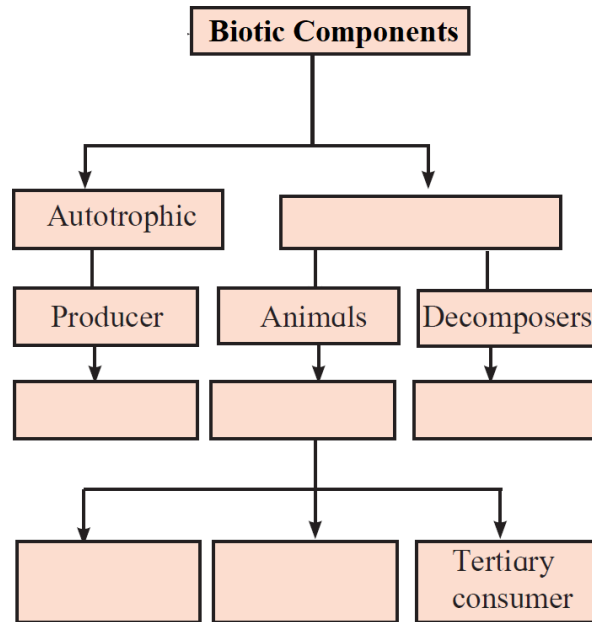 Biotic Components
Autotrophic
Producer
Animals
Decomposers
Tertiary
consumer